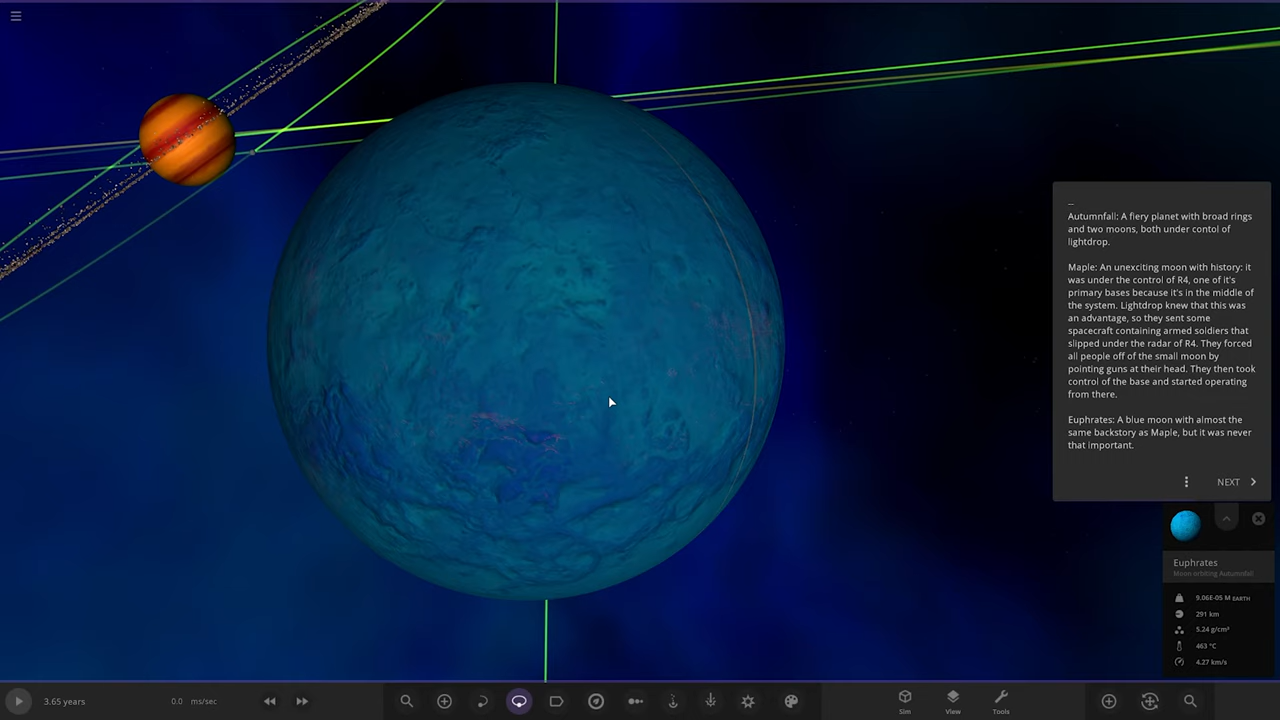 Autumnfall: A fiery planet with broad rings
and two moons, both under contol of
lightdrop.
Maple: An unexciting moon with history: it
was under the control of R4, one of it's
primary bases because it's in the middle of
the system. Lightdrop knew that this was
an advantage, so they sent some
spacecraft containing armed soldiers that
slipped under the radar of R4. They forced
all people off of the small moon by
pointing guns at their head. They then took
control of the base and started operating
from there.
Euphrates: A blue moon with almost the
same backstory as Maple, but it was never
that important.
NEXT
Euphrates
Moon orbiting Autumnfall
9.06E-05 M EARTH
291 km
5.24 g/cm³
463 °C
4.27 km/s
3.65 years
0.0 ms/sec
Sim
View
Tools